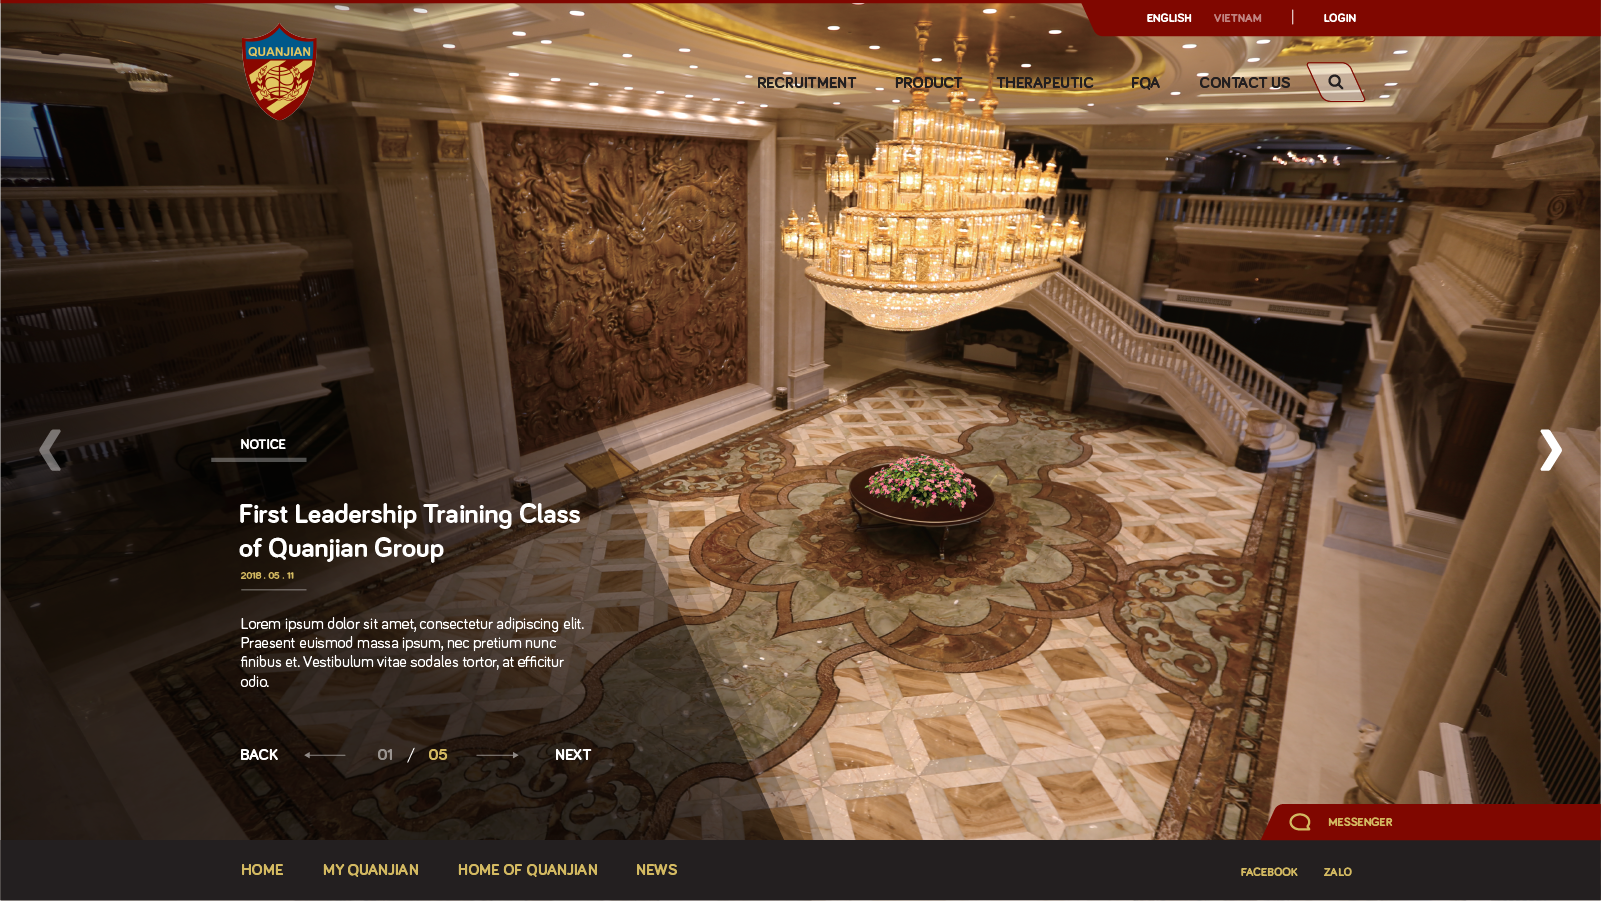 ENGLISH VIETNAM LOGIN
QUANJIAN
RECRUITMENT PRODUCT THERAPEUTIC FQA CONTACT US
NOTICE
First Leadership Training Class
of Quanjian Group
2018 . 05 . 11
Lorem ipsum dolor sit amet, consectetur adipiscing elit.
Praesent euismod massa ipsum, nec pretium nunc
finibus et. Vestibulum vitae sodales tortor, at efficitur
odio.
BACK 01 / 05 NEXT
MESSENGER
HOME MY QUANJIAN HOME OF QUANJIAN NEWS
FACEBOOK ZALO